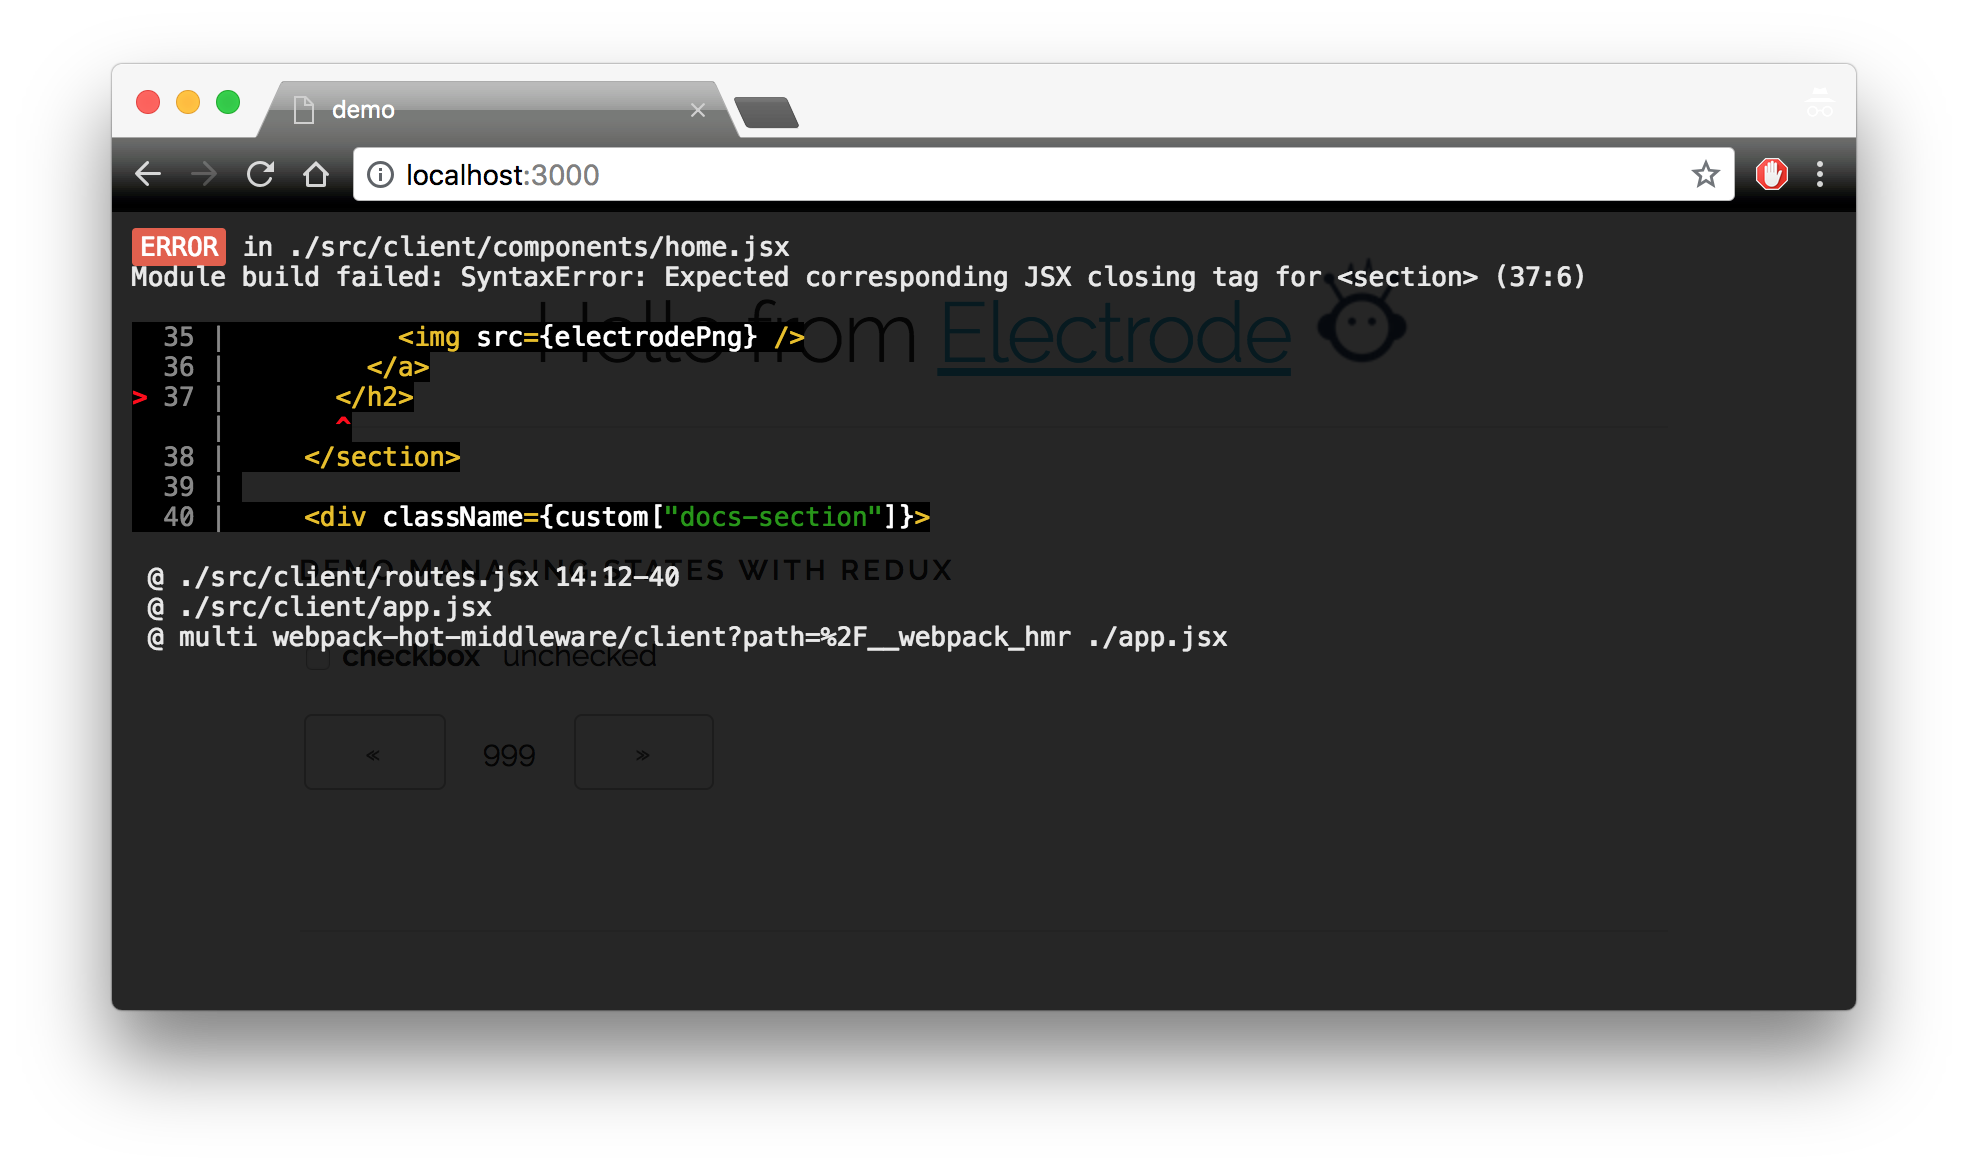 demo
localhost:3000
ERROR in ./src/client/components/home.jsx
Module build failed: SyntaxError: Expected corresponding JSX closing tag for <section> (37:6)
Hello from Electrode
35 | <img src={electrodePng} />
36 | </a>
> 37 | </h2>
| ^
38 | </section>
39 |
40 | <div className={custom["docs-section"]}>
DEMO MANAGING STATES WITH REDUX
@ ./src/client/routes.jsx 14:12-40
@ ./src/client/app.jsx
@ multi webpack-hot-middleware/client?path=%2F__webpack_hmr ./app.jsx
checkbox unchecked
« 999 »